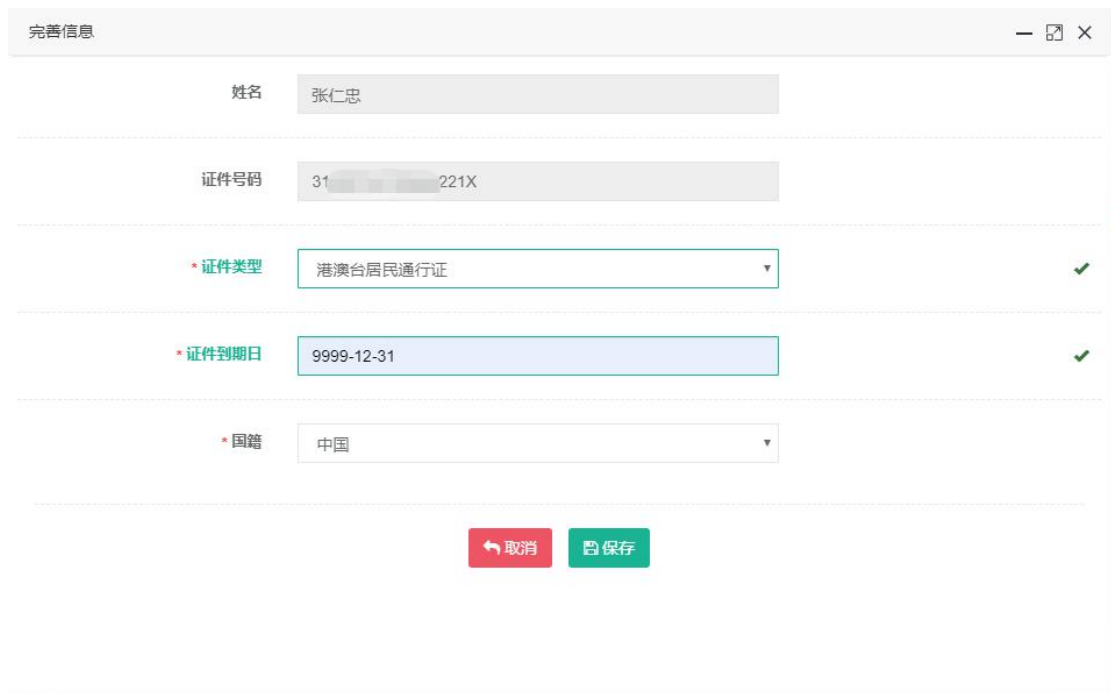 完善信息
姓名 张仁忠
证件号码 31 221X
* 证件类型 港澳台居民通行证
* 证件到期日 9999-12-31
* 国籍 中国
取消 保存